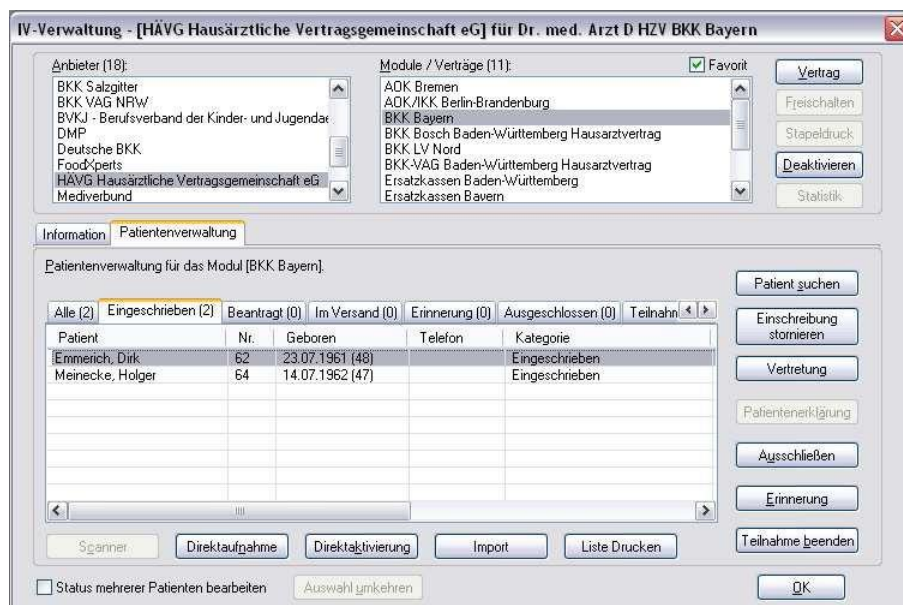 IV-Verwaltung - [HÄVG Hausärztliche Vertragsgemeinschaft eG] für Dr. med. Arzt D HZV BKK Bayern
Anbieter (18):
BKK Salzgitter
BKK VAG NRW
BVKJ - Berufsverband der Kinder- und Jugendae
DMP
Deutsche BKK
FoodXperts
HÄVG Hausärztliche Vertragsgemeinschaft eG
Mediverbund
Module / Verträge (11):
Favorit
AOK Bremen
AOK/IKK Berlin-Brandenburg
BKK Bayern
BKK Bosch Baden-Württemberg Hausarztvertrag
BKK LV Nord
BKK-VAG Baden-Württemberg Hausarztvertrag
Ersatzkassen Baden-Württemberg
Ersatzkassen Bayern
Vertrag
Freischalten
Stapeldruck
Deaktivieren
Statistik
Information Patientenverwaltung
Patientenverwaltung für das Modul [BKK Bayern].
Alle (2) Eingeschrieben (2) Beantragt (0) Im Versand (0) Erinnerung (0) Ausgeschlossen (0) Teilnahm
Patient Nr. Geboren Telefon Kategorie
Emmerich, Dirk 62 23.07.1961 (48) Eingeschrieben
Meinecke, Holger 64 14.07.1962 (47) Eingeschrieben
Patient suchen
Einschreibung
stornieren
Vertretung
Patientenerklärung
Ausschließen
Erinnerung
Teilnahme beenden
Scanner Direktaufnahme Direktaktivierung Import Liste Drucken
Status mehrerer Patienten bearbeiten Auswahl umkehren OK